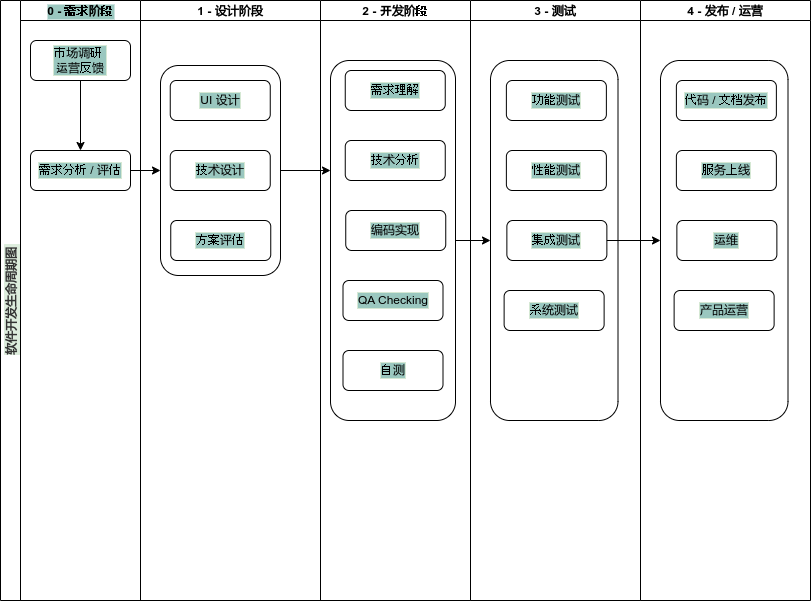 0 - 需求阶段
1 - 设计阶段
2 - 开发阶段
3 - 测试
4 - 发布 / 运营
软件开发生命周期图
市场调研
运营反馈
需求分析 / 评估
UI 设计
技术设计
方案评估
需求理解
技术分析
编码实现
QA Checking
自测
功能测试
性能测试
集成测试
系统测试
代码 / 文档发布
服务上线
运维
产品运营